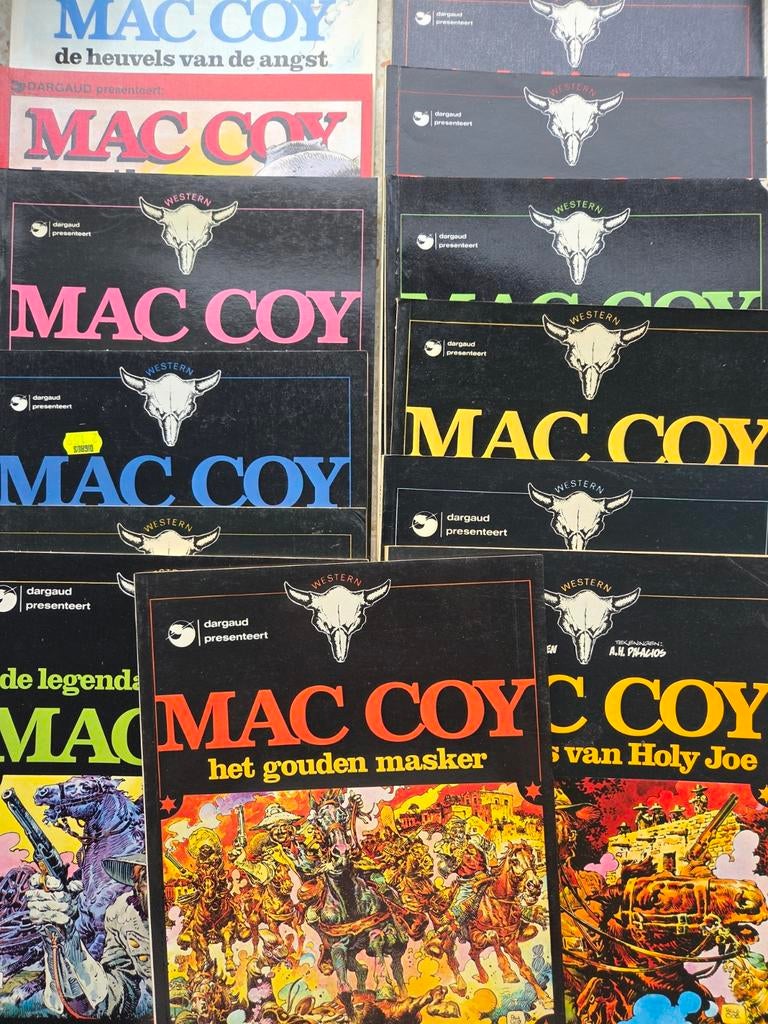 MAC COY
de heuvels van de angst
DARGAUD presenteert:
MAC COY
WESTERN
dargaud
presenteert
MAC COY
WESTERN
dargaud
presenteert
MAC COY
WESTERN
dargaud
presenteert
de legenda
MAC
dargaud
presenteert
WESTERN
dargaud
presenteert
WESTERN
dargaud
presenteert
MAC COY
WESTERN
dargaud
presenteert
MAC COY
WESTERN
dargaud
presenteert
WESTERN
TEKENINGEN:
A.H. PALACIOS
C COY
s van Holy Joe
WESTERN
dargaud
presenteert
MAC COY
het gouden masker